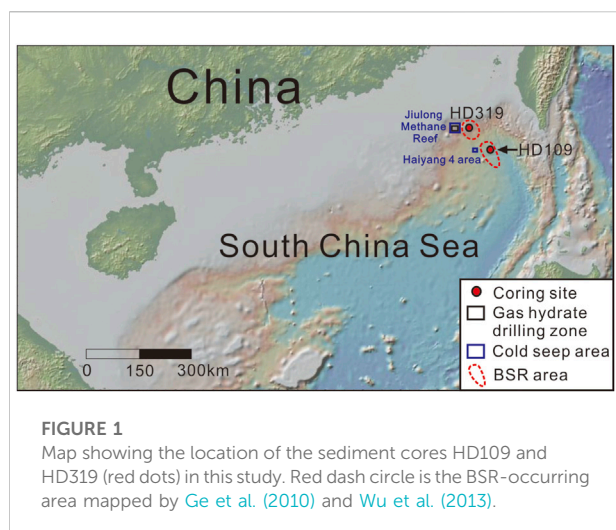 China
Jiulong
Methane
Reef
HD319
Haiyang 4 area
HD109
South China Sea
0 150 300km
Coring site
Gas hydrate
drilling zone
Cold seep area
BSR area
FIGURE 1
Map showing the location of the sediment cores HD109 and
HD319 (red dots) in this study. Red dash circle is the BSR-occurring
area mapped by Ge et al. (2010) and Wu et al. (2013).